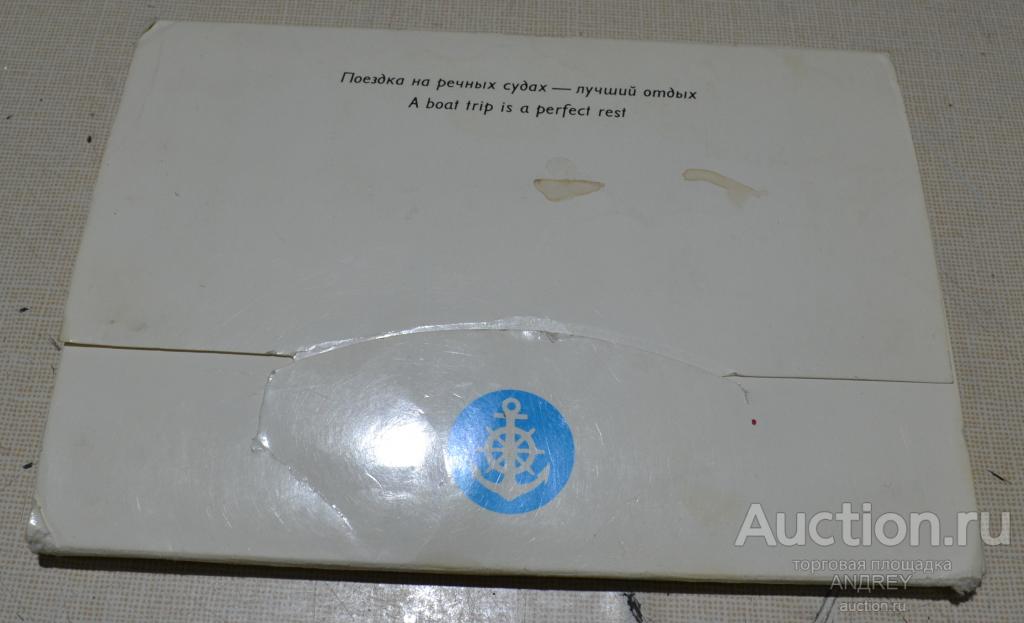 Поездка на речных судах — лучший отдых
A boat trip is a perfect rest
Auction.ru
торговая площадка
ANDREY
auction.ru